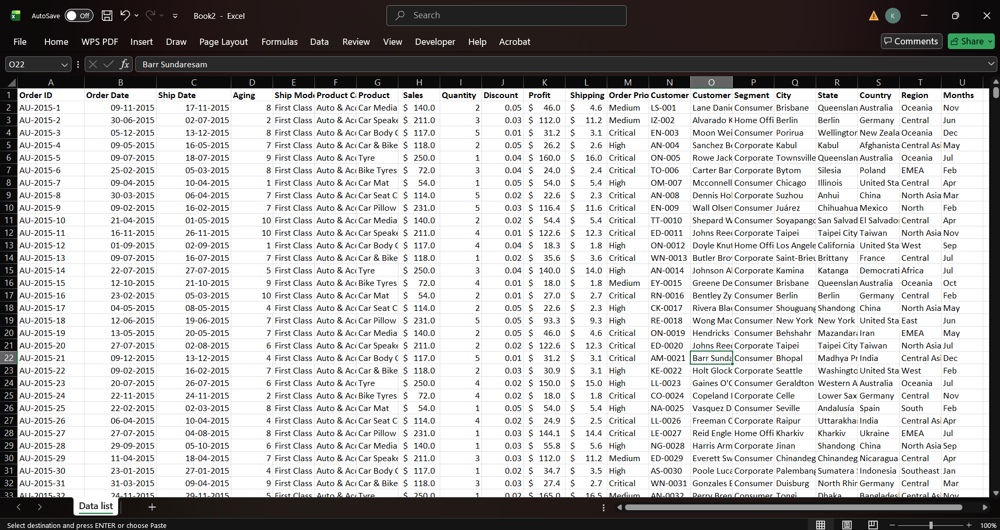 AutoSave Off Book2 - Excel Search K
File Home WPS PDF Insert Draw Page Layout Formulas Data Review View Developer Help Acrobat Comments Share
O22 fx Barr Sundaresam
A B C D E F G H I J K L M N O P Q R S T U
1 Order ID Order Date Ship Date Aging Ship Mod Product C Product Sales Quantity Discount Profit Shipping Order Prio Customer Customer Segment City State Country Region Months
2 AU-2015-1 09-11-2015 17-11-2015 8 First Class Auto & Ac Car Media $ 140.0 2 0.05 $ 46.0 $ 4.6 Medium LS-001 Lane Danie Consumer Brisbane Queenslan Australia Oceania Nov
3 AU-2015-2 30-06-2015 02-07-2015 2 First Class Auto & Ac Car Speake $ 211.0 3 0.03 $ 112.0 $ 11.2 Medium IZ-002 Alvarado K Home Offi Berlin Berlin Germany Central Jun
4 AU-2015-3 05-12-2015 13-12-2015 8 First Class Auto & Ac Car Body C $ 117.0 5 0.01 $ 31.2 $ 3.1 Critical EN-003 Moon Wei Consumer Porirua Wellington New Zeala Oceania Dec
5 AU-2015-4 09-05-2015 16-05-2015 7 First Class Auto & Ac Car & Bike $ 118.0 2 0.05 $ 26.2 $ 2.6 High AN-004 Sanchez Be Corporate Kabul Kabul Afghanista Central Asi May
6 AU-2015-5 09-07-2015 18-07-2015 9 First Class Auto & Ac Tyre $ 250.0 1 0.04 $ 160.0 $ 16.0 Critical ON-005 Rowe Jack Corporate Townsville Queenslan Australia Oceania Jul
7 AU-2015-6 25-02-2015 05-03-2015 8 First Class Auto & Ac Bike Tyres $ 72.0 3 0.04 $ 24.0 $ 2.4 Critical TO-006 Carter Bar Corporate Bytom Silesia Poland EMEA Feb
8 AU-2015-7 09-04-2015 10-04-2015 1 First Class Auto & Ac Car Mat $ 54.0 1 0.05 $ 54.0 $ 5.4 High OM-007 Mcconnell Consumer Chicago Illinois United Sta Central Apr
9 AU-2015-8 30-03-2015 06-04-2015 7 First Class Auto & Ac Car Seat C $ 114.0 5 0.02 $ 22.6 $ 2.3 Critical AN-008 Dennis Hol Corporate Suzhou Anhui China North Asia Mar
10 AU-2015-9 09-02-2015 16-02-2015 7 First Class Auto & Ac Car Pillow $ 231.0 5 0.03 $ 116.4 $ 11.6 Critical EN-009 Wall Olsen Consumer Juárez Chihuahua Mexico North Feb
11 AU-2015-10 21-04-2015 01-05-2015 10 First Class Auto & Ac Car Media $ 140.0 2 0.02 $ 54.4 $ 5.4 Critical TT-0010 Shepard W Consumer Soyapango San Salvad El Salvador Central Apr
12 AU-2015-11 16-11-2015 26-11-2015 10 First Class Auto & Ac Car Speake $ 211.0 4 0.01 $ 122.6 $ 12.3 Critical ED-0011 Johns Reed Corporate Taipei Taipei City Taiwan North Asia Nov
13 AU-2015-12 01-09-2015 02-09-2015 1 First Class Auto & Ac Car Body C $ 117.0 4 0.04 $ 18.3 $ 1.8 High ON-0012 Doyle Knut Home Offi Los Angele California United Sta West Sep
14 AU-2015-13 09-07-2015 16-07-2015 7 First Class Auto & Ac Car & Bike $ 118.0 1 0.02 $ 35.6 $ 3.6 Critical WN-0013 Butler Bro Corporate Saint-Brieu Brittany France Central Jul
15 AU-2015-14 22-07-2015 27-07-2015 5 First Class Auto & Ac Tyre $ 250.0 3 0.04 $ 140.0 $ 14.0 High AN-0014 Johnson Al Corporate Kamina Katanga Democrati Africa Jul
16 AU-2015-15 12-10-2015 21-10-2015 9 First Class Auto & Ac Bike Tyres $ 72.0 4 0.01 $ 18.0 $ 1.8 Medium EY-0015 Greene De Consumer Brisbane Queenslan Australia Oceania Oct
17 AU-2015-16 23-02-2015 05-03-2015 10 First Class Auto & Ac Car Mat $ 54.0 2 0.01 $ 27.0 $ 2.7 Critical RN-0016 Bentley Zy Consumer Berlin Berlin Germany Central Feb
18 AU-2015-17 04-05-2015 08-05-2015 4 First Class Auto & Ac Car Seat C $ 114.0 2 0.05 $ 22.6 $ 2.3 High CK-0017 Rivera Bla Consumer Shouguang Shandong China North Asia May
19 AU-2015-18 12-06-2015 19-06-2015 7 First Class Auto & Ac Car Pillow $ 231.0 5 0.05 $ 93.3 $ 9.3 High RE-0018 Wong Mac Consumer New York New York United Sta East Jun
20 AU-2015-19 13-05-2015 20-05-2015 7 First Class Auto & Ac Car Media $ 140.0 2 0.05 $ 46.0 $ 4.6 Critical ON-0019 Hendricks Consumer Behshahr Mazandara Iran EMEA May
21 AU-2015-20 27-07-2015 02-08-2015 6 First Class Auto & Ac Car Speake $ 211.0 2 0.02 $ 122.6 $ 12.3 Critical ED-0020 Johns Reed Corporate Taipei Taipei City Taiwan North Asia Jul
22 AU-2015-21 09-12-2015 13-12-2015 4 First Class Auto & Ac Car Body C $ 117.0 5 0.01 $ 31.2 $ 3.1 Critical AM-0021 Barr Sunda Consumer Bhopal Madhya Pr India Central Asi Dec
23 AU-2015-22 09-02-2015 16-02-2015 7 First Class Auto & Ac Car & Bike $ 118.0 2 0.03 $ 30.9 $ 3.1 High KE-0022 Holt Glock Corporate Seattle Washingto United Sta West Feb
24 AU-2015-23 20-07-2015 26-07-2015 6 First Class Auto & Ac Tyre $ 250.0 4 0.02 $ 150.0 $ 15.0 High LL-0023 Gaines O'C Consumer Geraldton Western A Australia Oceania Jul
25 AU-2015-24 22-11-2015 24-11-2015 2 First Class Auto & Ac Bike Tyres $ 72.0 4 0.02 $ 18.0 $ 1.8 Critical CO-0024 Copeland Corporate Celle Lower Sax Germany Central Nov
26 AU-2015-25 22-02-2015 02-03-2015 8 First Class Auto & Ac Car Mat $ 54.0 1 0.05 $ 54.0 $ 5.4 High NA-0025 Vasquez D Consumer Seville Andalusía Spain South Feb
27 AU-2015-26 06-04-2015 10-04-2015 4 First Class Auto & Ac Car Seat C $ 114.0 4 0.02 $ 24.9 $ 2.5 Critical LL-0026 Freeman C Corporate Raipur Uttarakha India Central Asi Apr
28 AU-2015-27 27-07-2015 04-08-2015 8 First Class Auto & Ac Car Pillow $ 231.0 1 0.03 $ 144.1 $ 14.4 Critical LE-0027 Reid Engle Home Offi Kharkiv Kharkiv Ukraine EMEA Jul
29 AU-2015-28 29-09-2015 05-10-2015 6 First Class Auto & Ac Car Media $ 140.0 1 0.03 $ 55.8 $ 5.6 High NG-0028 Harris Arm Corporate Jinan Shandong China North Asia Sep
30 AU-2015-29 11-04-2015 18-04-2015 7 First Class Auto & Ac Car Speake $ 211.0 3 0.03 $ 112.0 $ 11.2 Medium ED-0029 Everett Sw Consumer Chinandeg Chinandeg Nicaragua Central Apr
31 AU-2015-30 23-01-2015 27-01-2015 4 First Class Auto & Ac Car Body C $ 117.0 1 0.02 $ 34.7 $ 3.5 High AS-0030 Poole Luca Corporate Palembang Sumatera Indonesia Southeast Jan
32 AU-2015-31 31-03-2015 09-04-2015 9 First Class Auto & Ac Car & Bike $ 118.0 3 0.03 $ 27.4 $ 2.7 Critical WN-0031 Gonzales Consumer Duisburg North Rhin Germany Central Mar
33 AU-2015-32 24-11-2015 29-11-2015 5 First Class Auto & Ac Tyre $ 250.0 1 0.02 $ 165.0 $ 16.5 Medium AN-0032 Perry Bren Consumer Tongi Dhaka Banglades Central Asi Nov
Data list
Select destination and press ENTER or choose Paste 100%